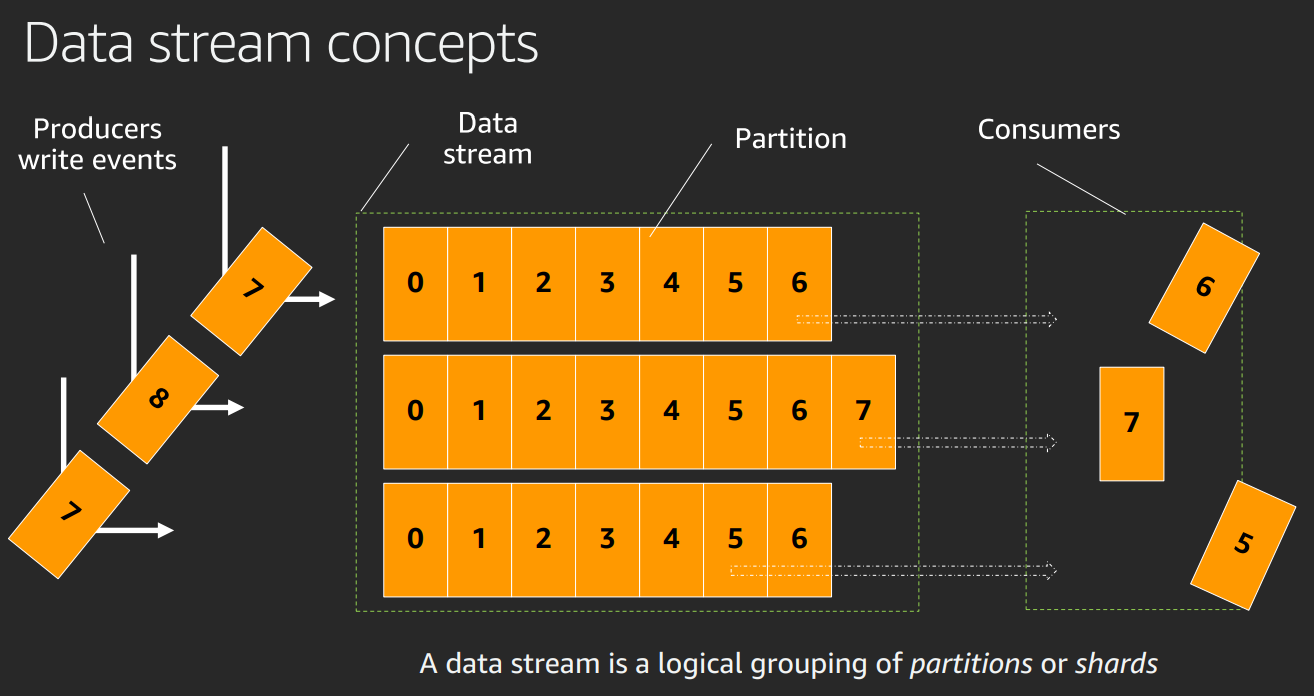 Data stream concepts
Producers
write events
Data
stream
Partition
Consumers
7
8
7
0 1 2 3 4 5 6
0 1 2 3 4 5 6 7
0 1 2 3 4 5 6
6
7
5
A data stream is a logical grouping of partitions or shards